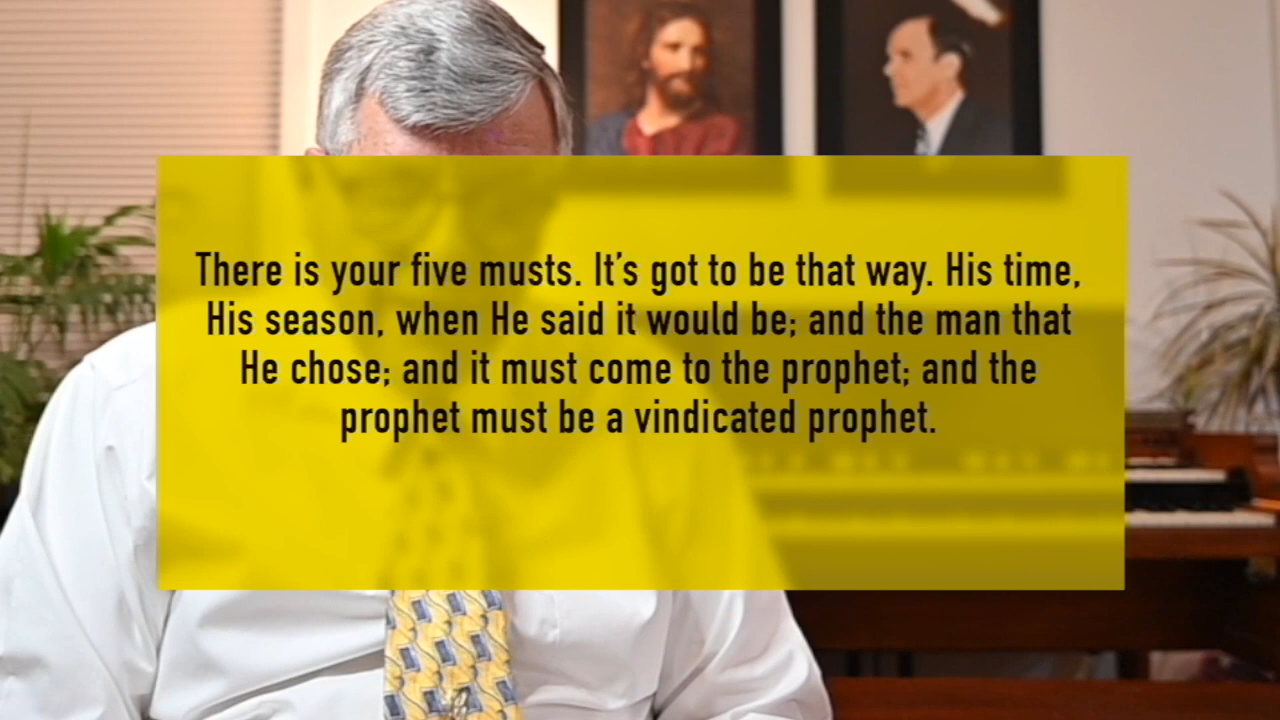 There is your five musts. It’s got to be that way. His time,
His season, when He said it would be; and the man that
He chose; and it must come to the prophet; and the
prophet must be a vindicated prophet.